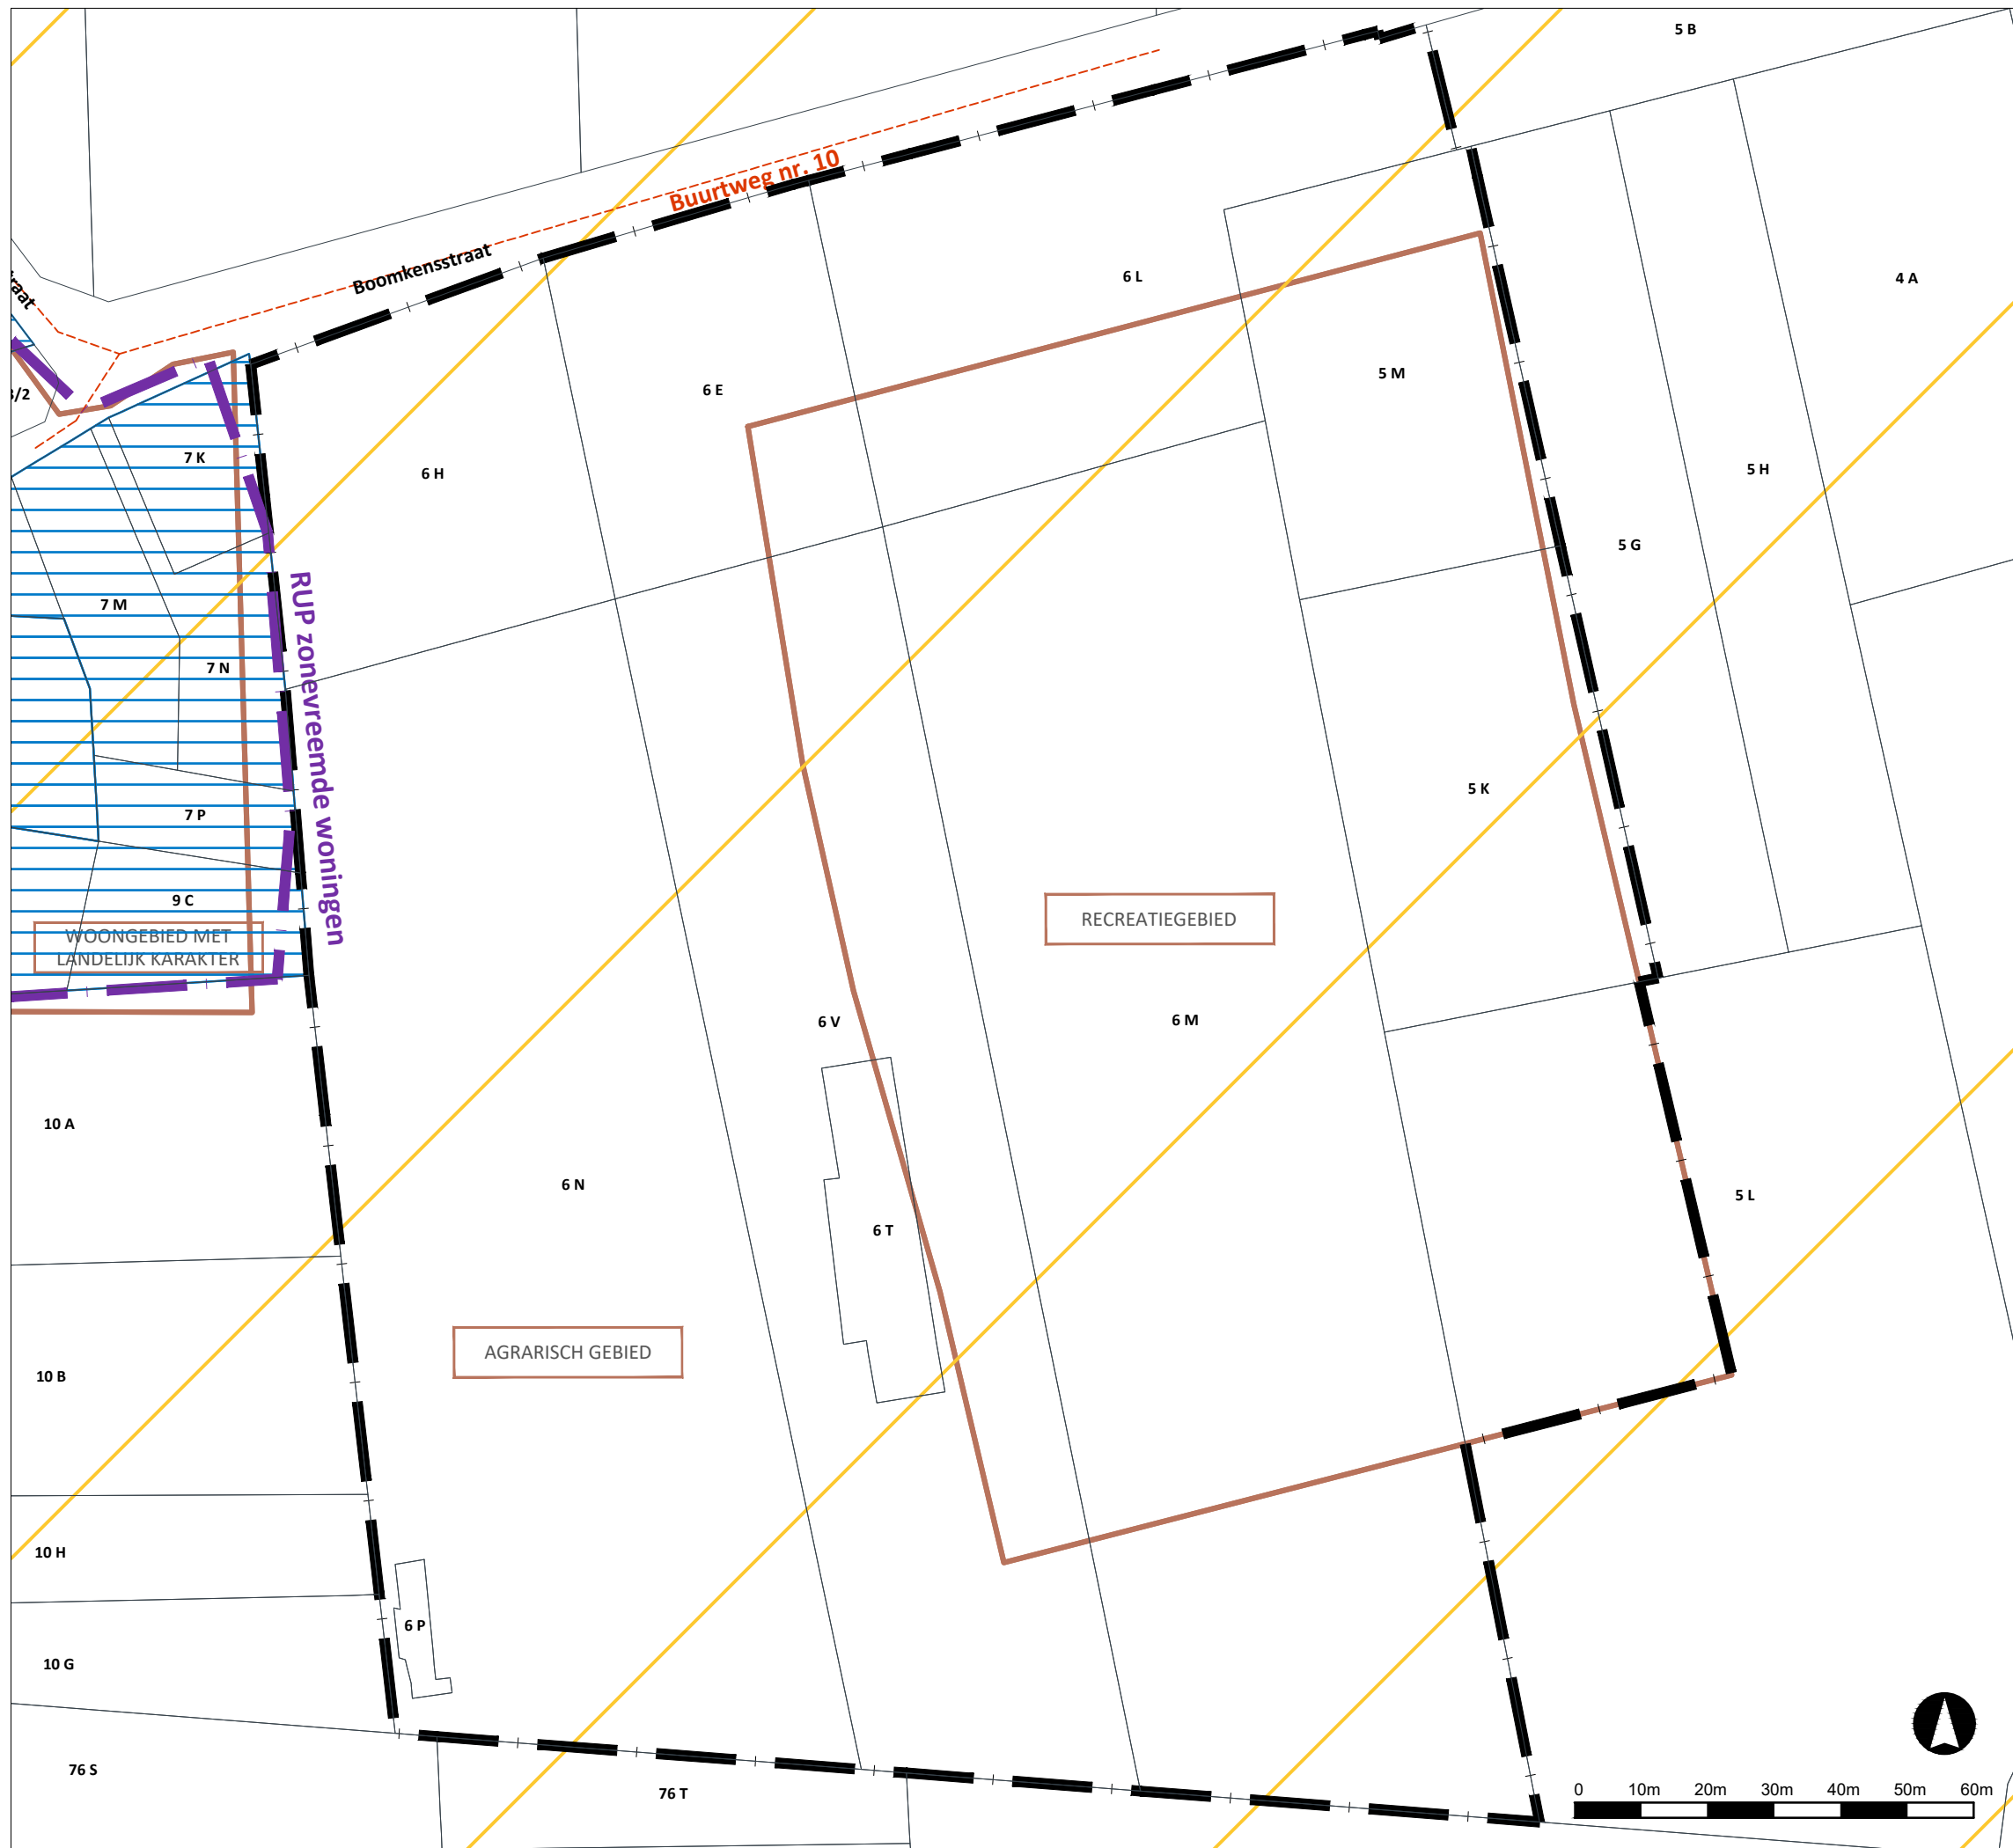 5 B
Buurtweg nr. 10
Boomkensstraat
6 L
4 A
raat
5 M
6 E
/2
7 K
6 H
5 H
5 G
RUP zonevreemde woningen
7 M
7 N
5 K
7 P
9 C
RECREATIEGEBIED
WOONGEBIED MET
LANDELIJK KARAKTER
6 V
6 M
10 A
6 N
5 L
6 T
AGRARISCH GEBIED
10 B
10 H
6 P
10 G
76 S
76 T
0 10m 20m 30m 40m 50m 60m